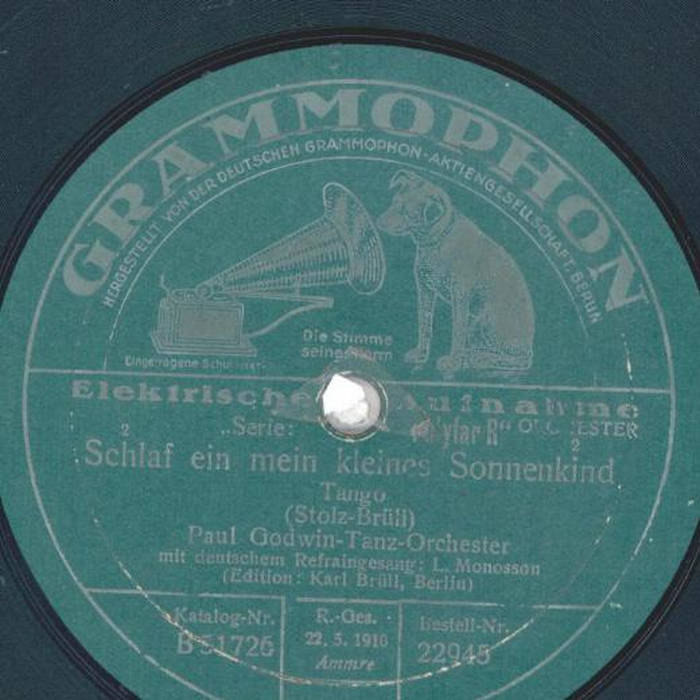 GRAMMOPHON
HERGESTELLT VON DER DEUTSCHEN GRAMMOPHON-AKTIENGESELLSCHAFT. BERLIN
Die Stimme
seines Herrn
Eingetragene
Elektrische Aufnahme
2 „Serie: "Polyfar R" ORCHESTER 2
Schlaf ein mein kleines Sonnenkind
Tango
(Stolz-Brüll)
Paul Godwin-Tanz-Orchester
mit deutschem Refraingesang: L. Monosson
(Edition: Karl Brüll, Berlin)
Katalog-Nr. R.-Ges. Bestell-Nr.
B 51726 22. 5. 1910 22945
Ammre